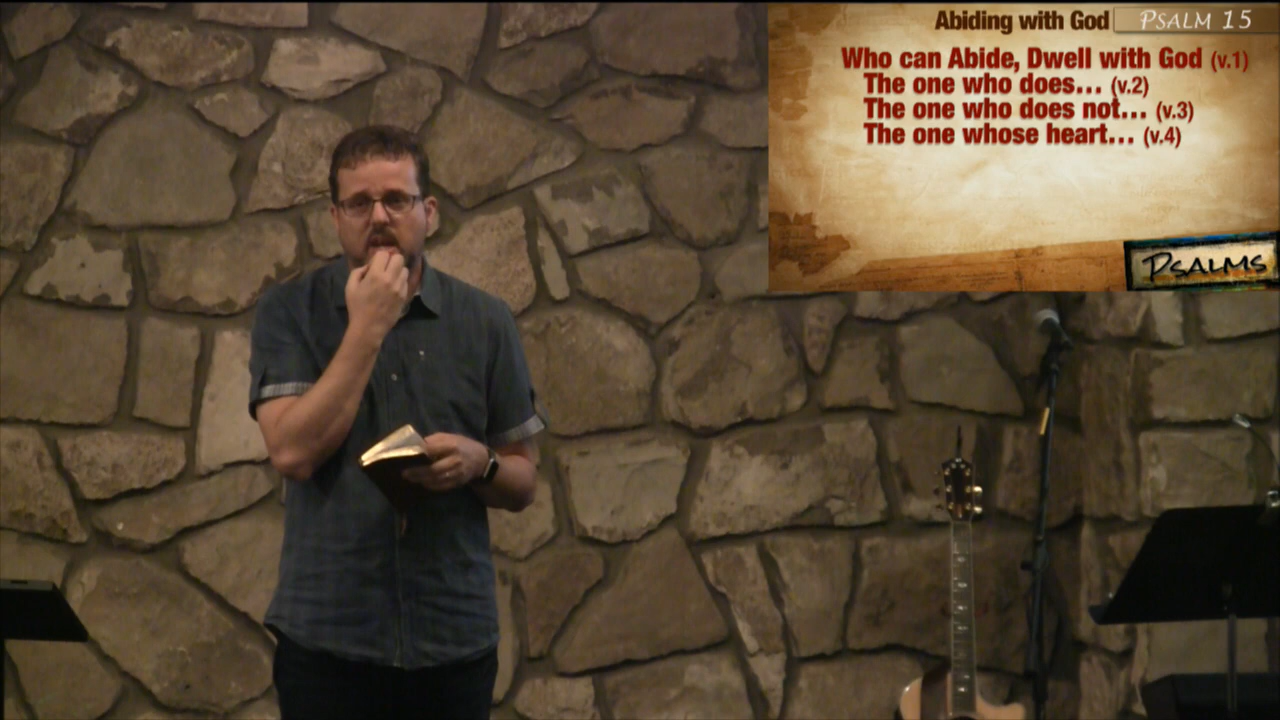 Abiding with God PSALM 15
Who can Abide, Dwell with God (v.1)
The one who does... (v.2)
The one who does not... (v.3)
The one whose heart... (v.4)
PSALMS